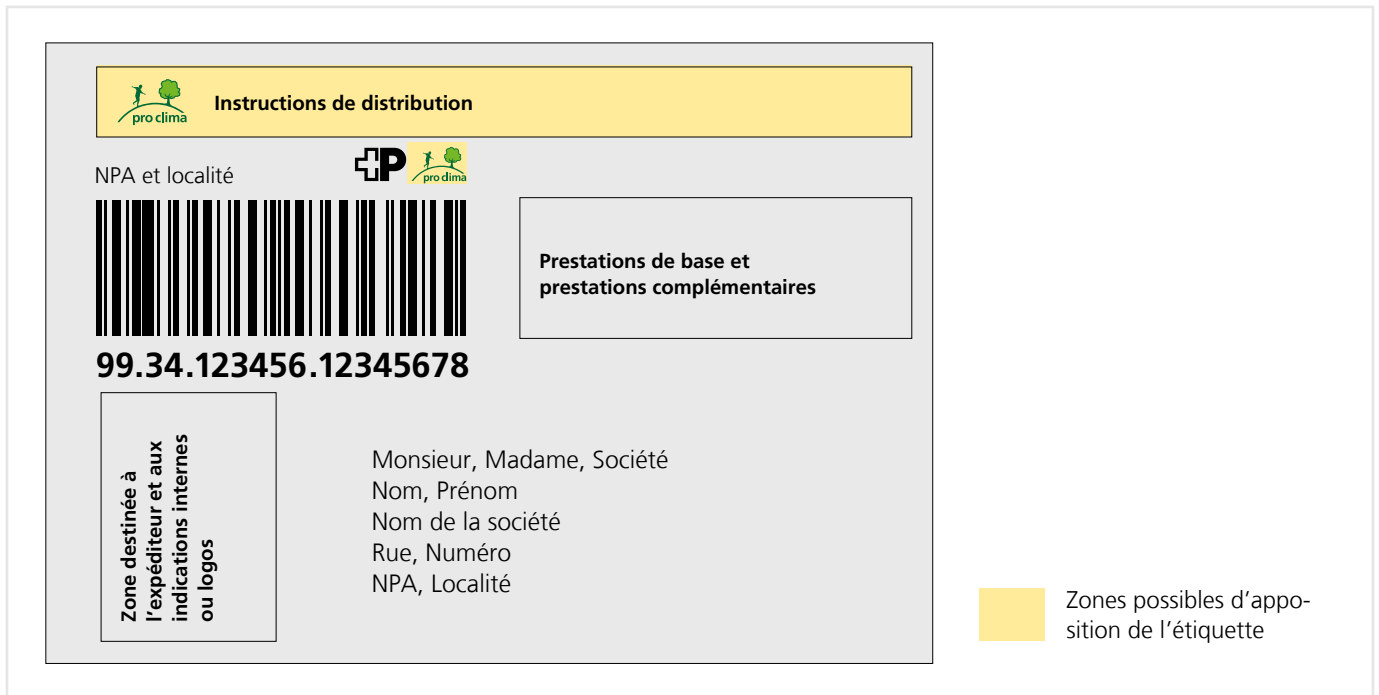 pro clima
Instructions de distribution
NPA et localité
P
pro clima
99.34.123456.12345678
Prestations de base et
prestations complémentaires
Zone destinée à
l'expéditeur et aux
indications internes
ou logos
Monsieur, Madame, Société
Nom, Prénom
Nom de la société
Rue, Numéro
NPA, Localité
Zones possibles d’appo-
sition de l’étiquette